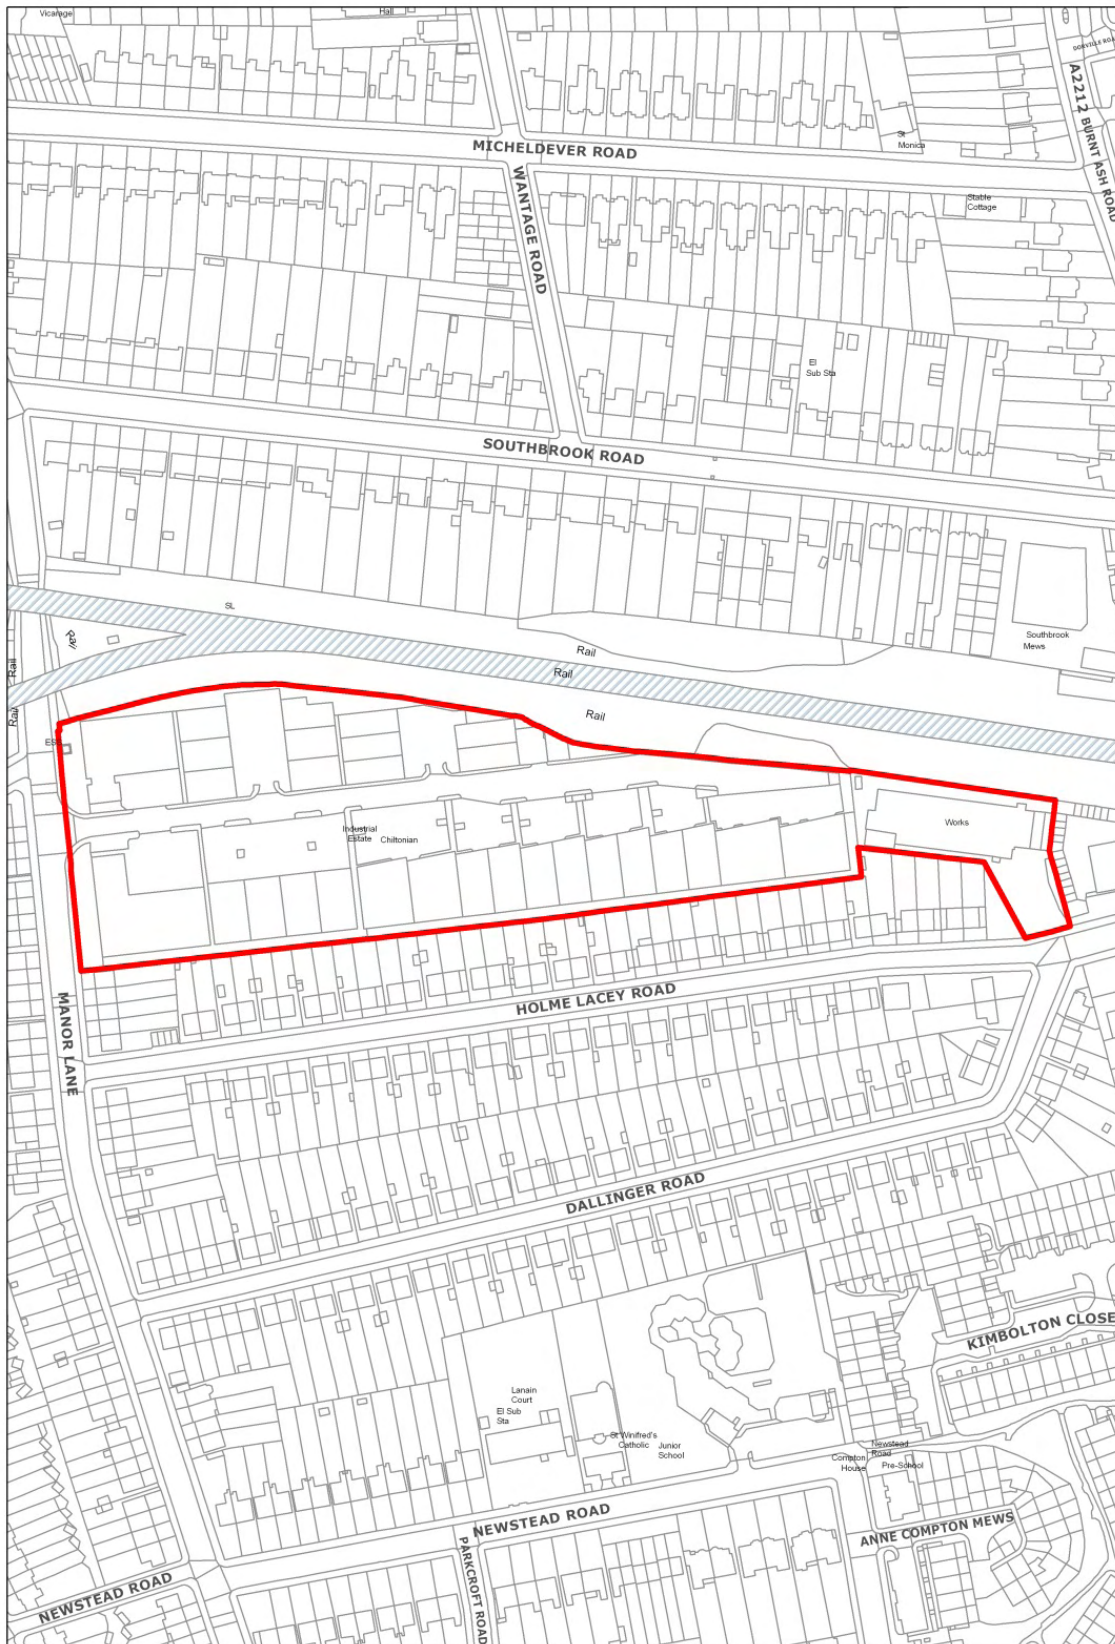 Vicarage
Hall
DORVILLE ROA
A2212 BURNT ASH ROAD
MICHELDEVER ROAD
St
Monica
WANTAGE ROAD
Stable
Cottage
El
Sub Sta
SOUTHBROOK ROAD
SL
Rail
Southbrook
Mews
Rail
Rail
Rail
Rail
Rail
ESS
Works
Industrial
Estate
Chiltonian
MANOR LANE
HOLME LACEY ROAD
DALLINGER ROAD
KIMBOLTON CLOSE
Lanain
Court
El Sub
Sta
St Winifred's
Catholic
Junior
School
Newstead
Road
Compton
House
Pre-School
NEWSTEAD ROAD
ANNE COMPTON MEWS
PARKCROFT ROAD
NEWSTEAD ROAD